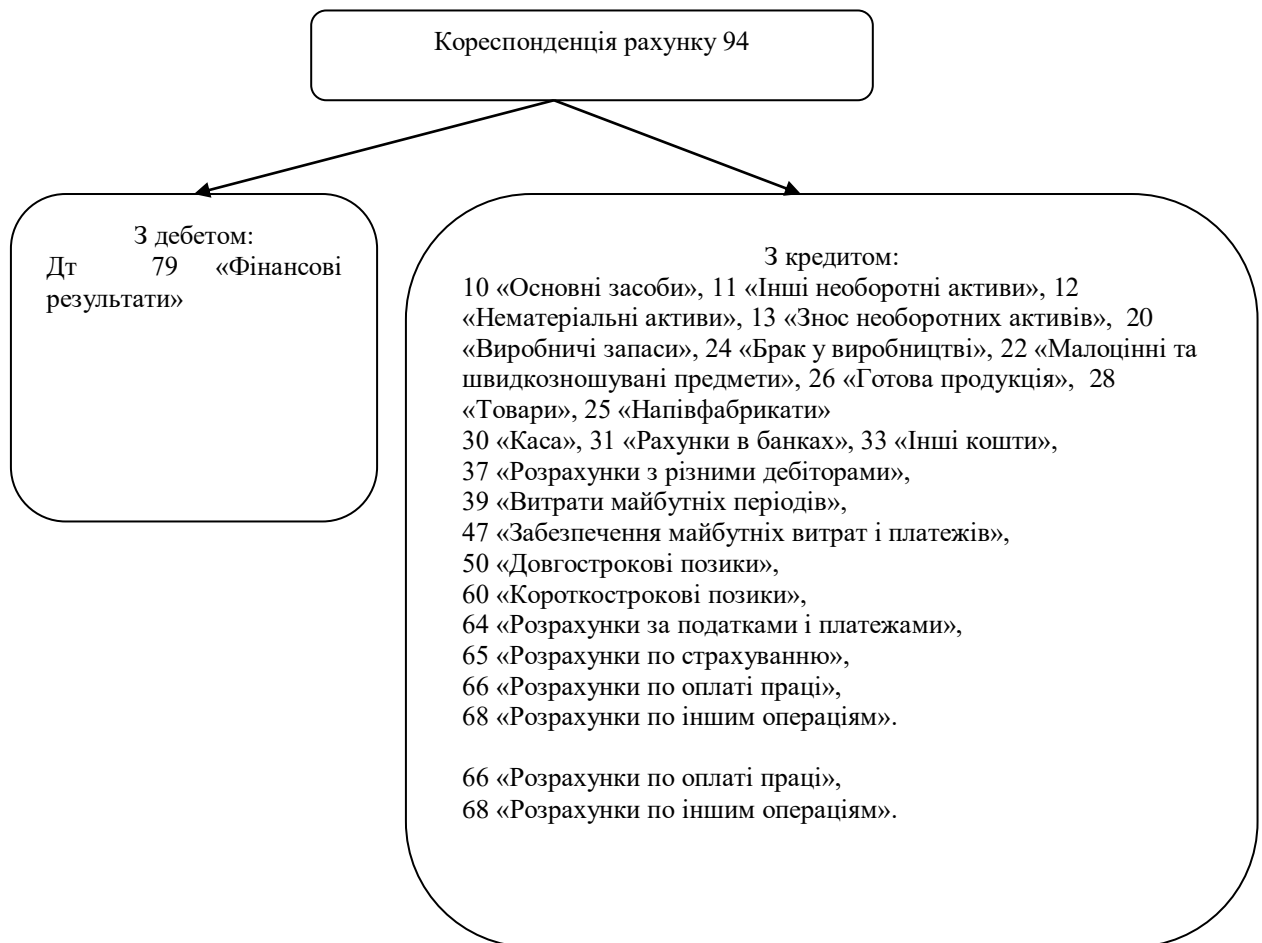 Кореспонденція рахунку 94
З дебетом:
Дт 79 «Фінансові
результати»
З кредитом:
10 «Основні засоби», 11 «Інші необоротні активи», 12
«Нематеріальні активи», 13 «Знос необоротних активів», 20
«Виробничі запаси», 24 «Брак у виробництві», 22 «Малоцінні та
швидкозношувані предмети», 26 «Готова продукція», 28
«Товари», 25 «Напівфабрикати»
30 «Каса», 31 «Рахунки в банках», 33 «Інші кошти»,
37 «Розрахунки з різними дебіторами»,
39 «Витрати майбутніх періодів»,
47 «Забезпечення майбутніх витрат і платежів»,
50 «Довгострокові позики»,
60 «Короткострокові позики»,
64 «Розрахунки за податками і платежами»,
65 «Розрахунки по страхуванню»,
66 «Розрахунки по оплаті праці»,
68 «Розрахунки по іншим операціям».
66 «Розрахунки по оплаті праці»,
68 «Розрахунки по іншим операціям».